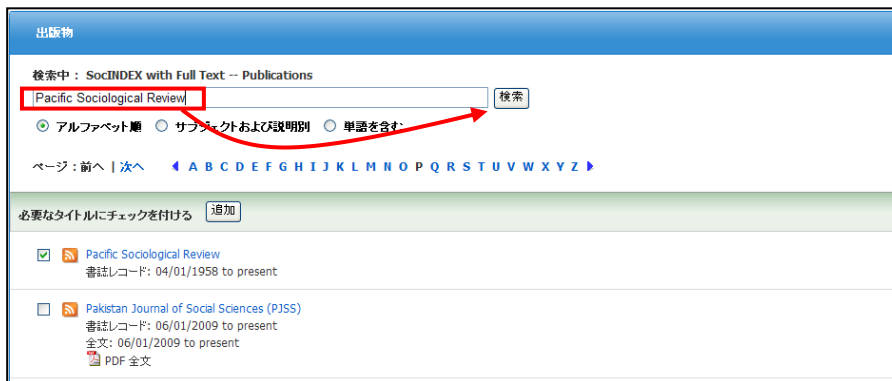 出版物
検索中： SocINDEX with Full Text -- Publications
Pacific Sociological Review 検索
アルファベット順 サブジェクトおよび説明別 単語を含む
ページ：前へ | 次へ A B C D E F G H I J K L M N O P Q R S T U V W X Y Z
必要なタイトルにチェックを付ける 追加
Pacific Sociological Review
書誌レコード: 04/01/1958 to present
Pakistan Journal of Social Sciences (PJSS)
書誌レコード: 06/01/2009 to present
全文: 06/01/2009 to present
PDF 全文